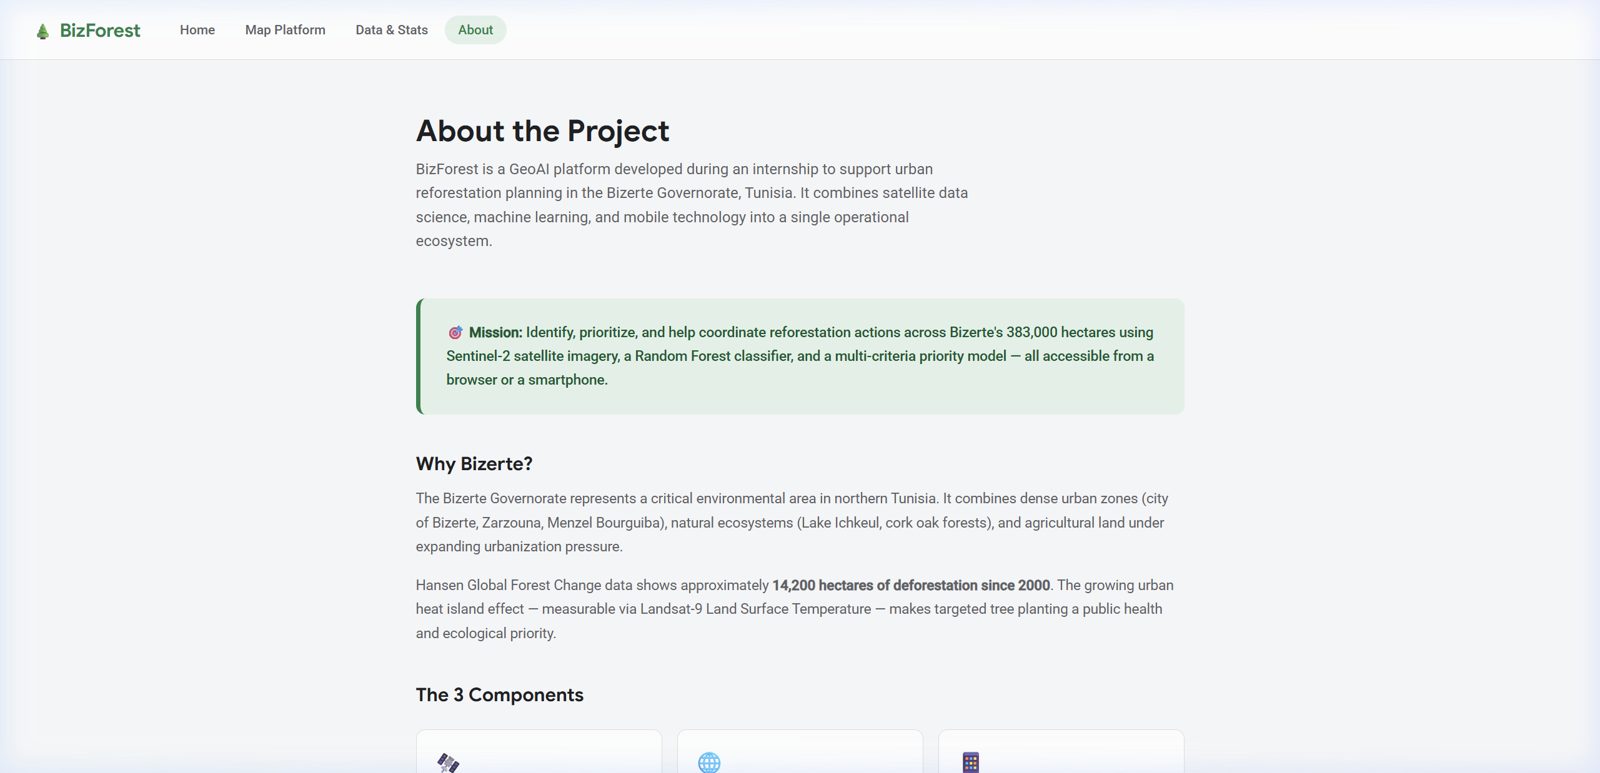 BizForest
Home
Map Platform
Data & Stats
About
About the Project
BizForest is a GeoAI platform developed during an internship to support urban
reforestation planning in the Bizerte Governorate, Tunisia. It combines satellite data
science, machine learning, and mobile technology into a single operational
ecosystem.
Mission: Identify, prioritize, and help coordinate reforestation actions across Bizerte's 383,000 hectares using
Sentinel-2 satellite imagery, a Random Forest classifier, and a multi-criteria priority model — all accessible from a
browser or a smartphone.
Why Bizerte?
The Bizerte Governorate represents a critical environmental area in northern Tunisia. It combines dense urban zones (city
of Bizerte, Zarzouna, Menzel Bourguiba), natural ecosystems (Lake Ichkeul, cork oak forests), and agricultural land under
expanding urbanization pressure.
Hansen Global Forest Change data shows approximately 14,200 hectares of deforestation since 2000. The growing urban
heat island effect — measurable via Landsat-9 Land Surface Temperature — makes targeted tree planting a public health
and ecological priority.
The 3 Components